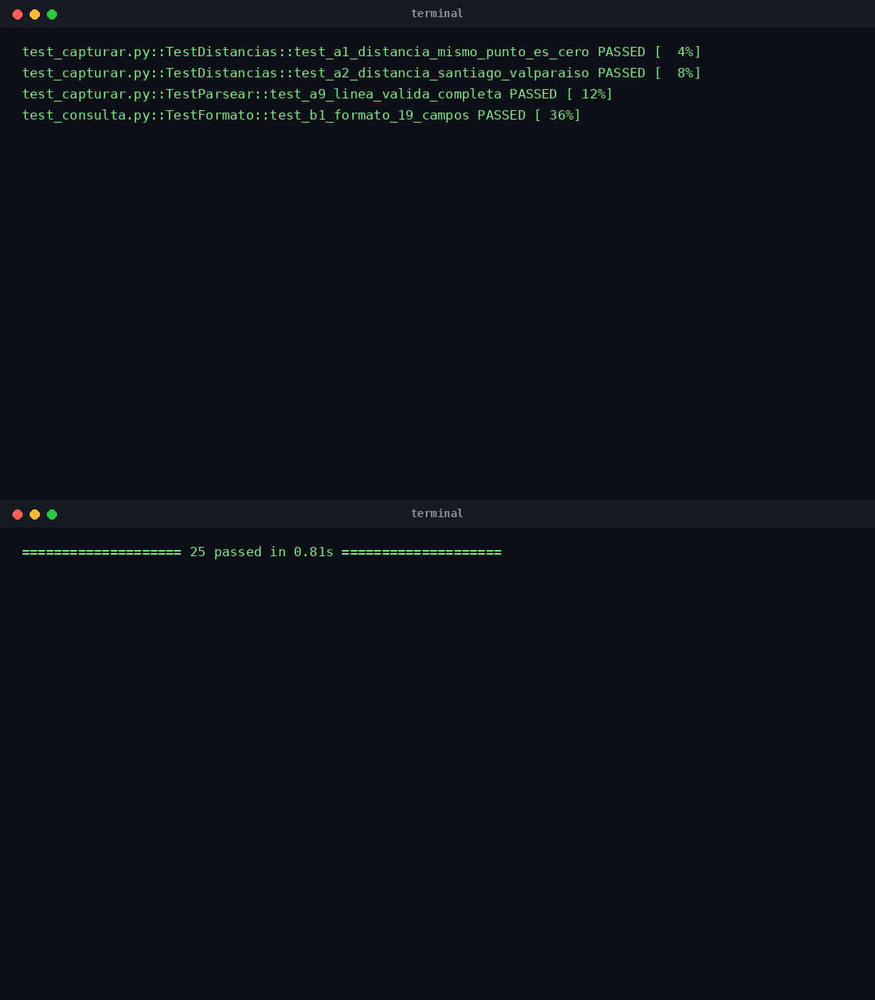 terminal
test_capturar.py::TestDistancias::test_a1_distancia_mismo_punto_es_cero PASSED [  4%]
test_capturar.py::TestDistancias::test_a2_distancia_santiago_valparaiso PASSED [  8%]
test_capturar.py::TestParsear::test_a9_linea_valida_completa PASSED [ 12%]
test_consulta.py::TestFormato::test_b1_formato_19_campos PASSED [ 36%]
terminal
==================== 25 passed in 0.81s ====================